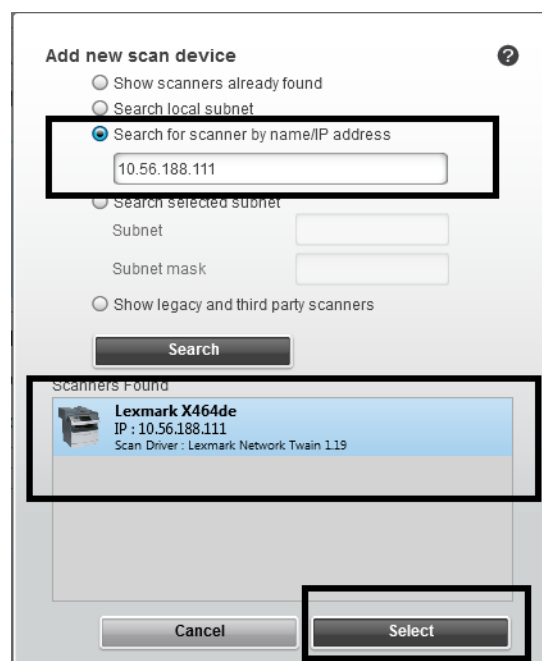 Add new scan device
?
Show scanners already found
Search local subnet
Search for scanner by name/IP address
10.56.188.111
Search selected subnet
Subnet
Subnet mask
Show legacy and third party scanners
Search
Scanners Found
Lexmark X464de
IP : 10.56.188.111
Scan Driver : Lexmark Network Twain 1.19
Cancel Select